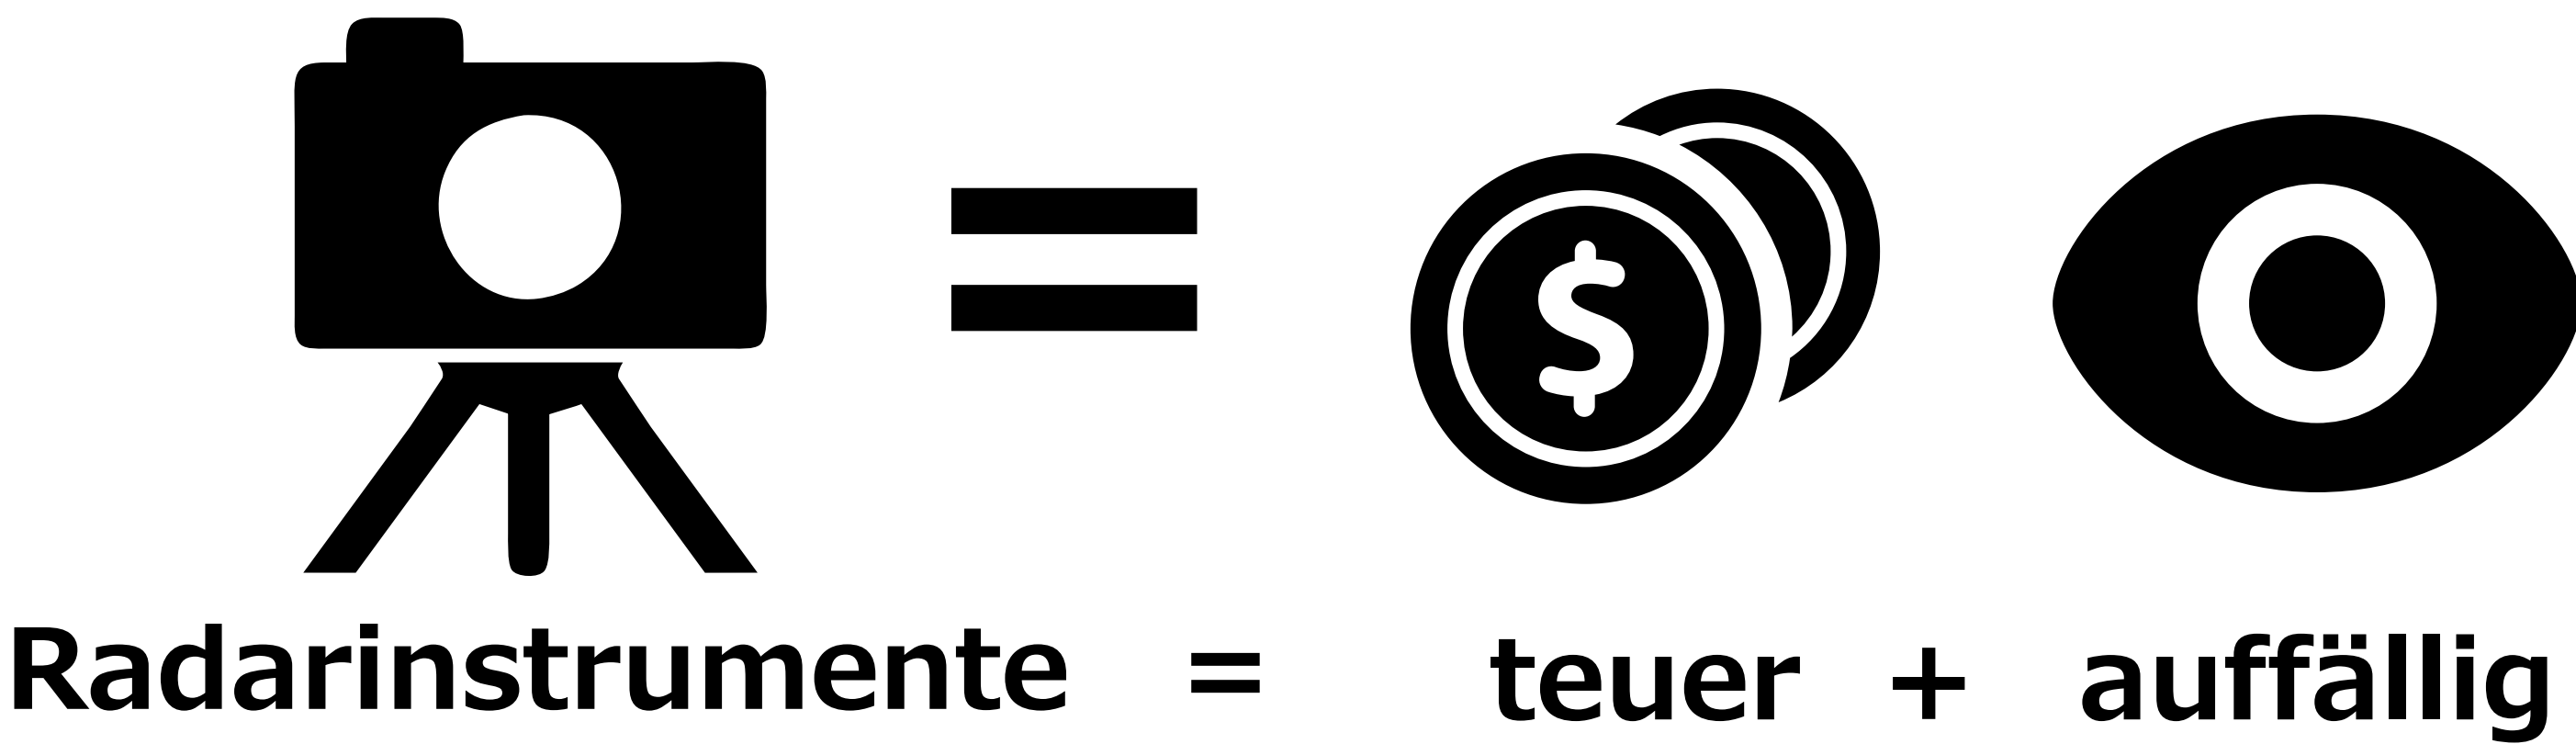 Radarinstrumente = teuer + auffällig